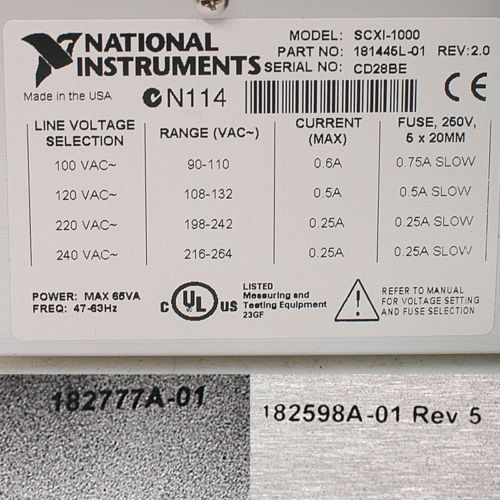 NATIONAL
INSTRUMENTS
MODEL: SCXI-1000
PART NO: 181445L-01 REV:2.0
SERIAL NO: CD28BE
Made in the USA
N114
CE
LINE VOLTAGE SELECTION RANGE (VAC~) CURRENT (MAX) FUSE, 250V, 5 x 20MM
100 VAC~ 90-110 0.6A 0.75A SLOW
120 VAC~ 108-132 0.5A 0.5A SLOW
220 VAC~ 198-242 0.25A 0.25A SLOW
240 VAC~ 216-264 0.25A 0.25A SLOW
POWER: MAX 65VA
FREQ: 47-63Hz
C UL US
LISTED
Measuring and
Testing Equipment
23GF
REFER TO MANUAL
FOR VOLTAGE SETTING
AND FUSE SELECTION
182777A-01
182598A-01 Rev 5